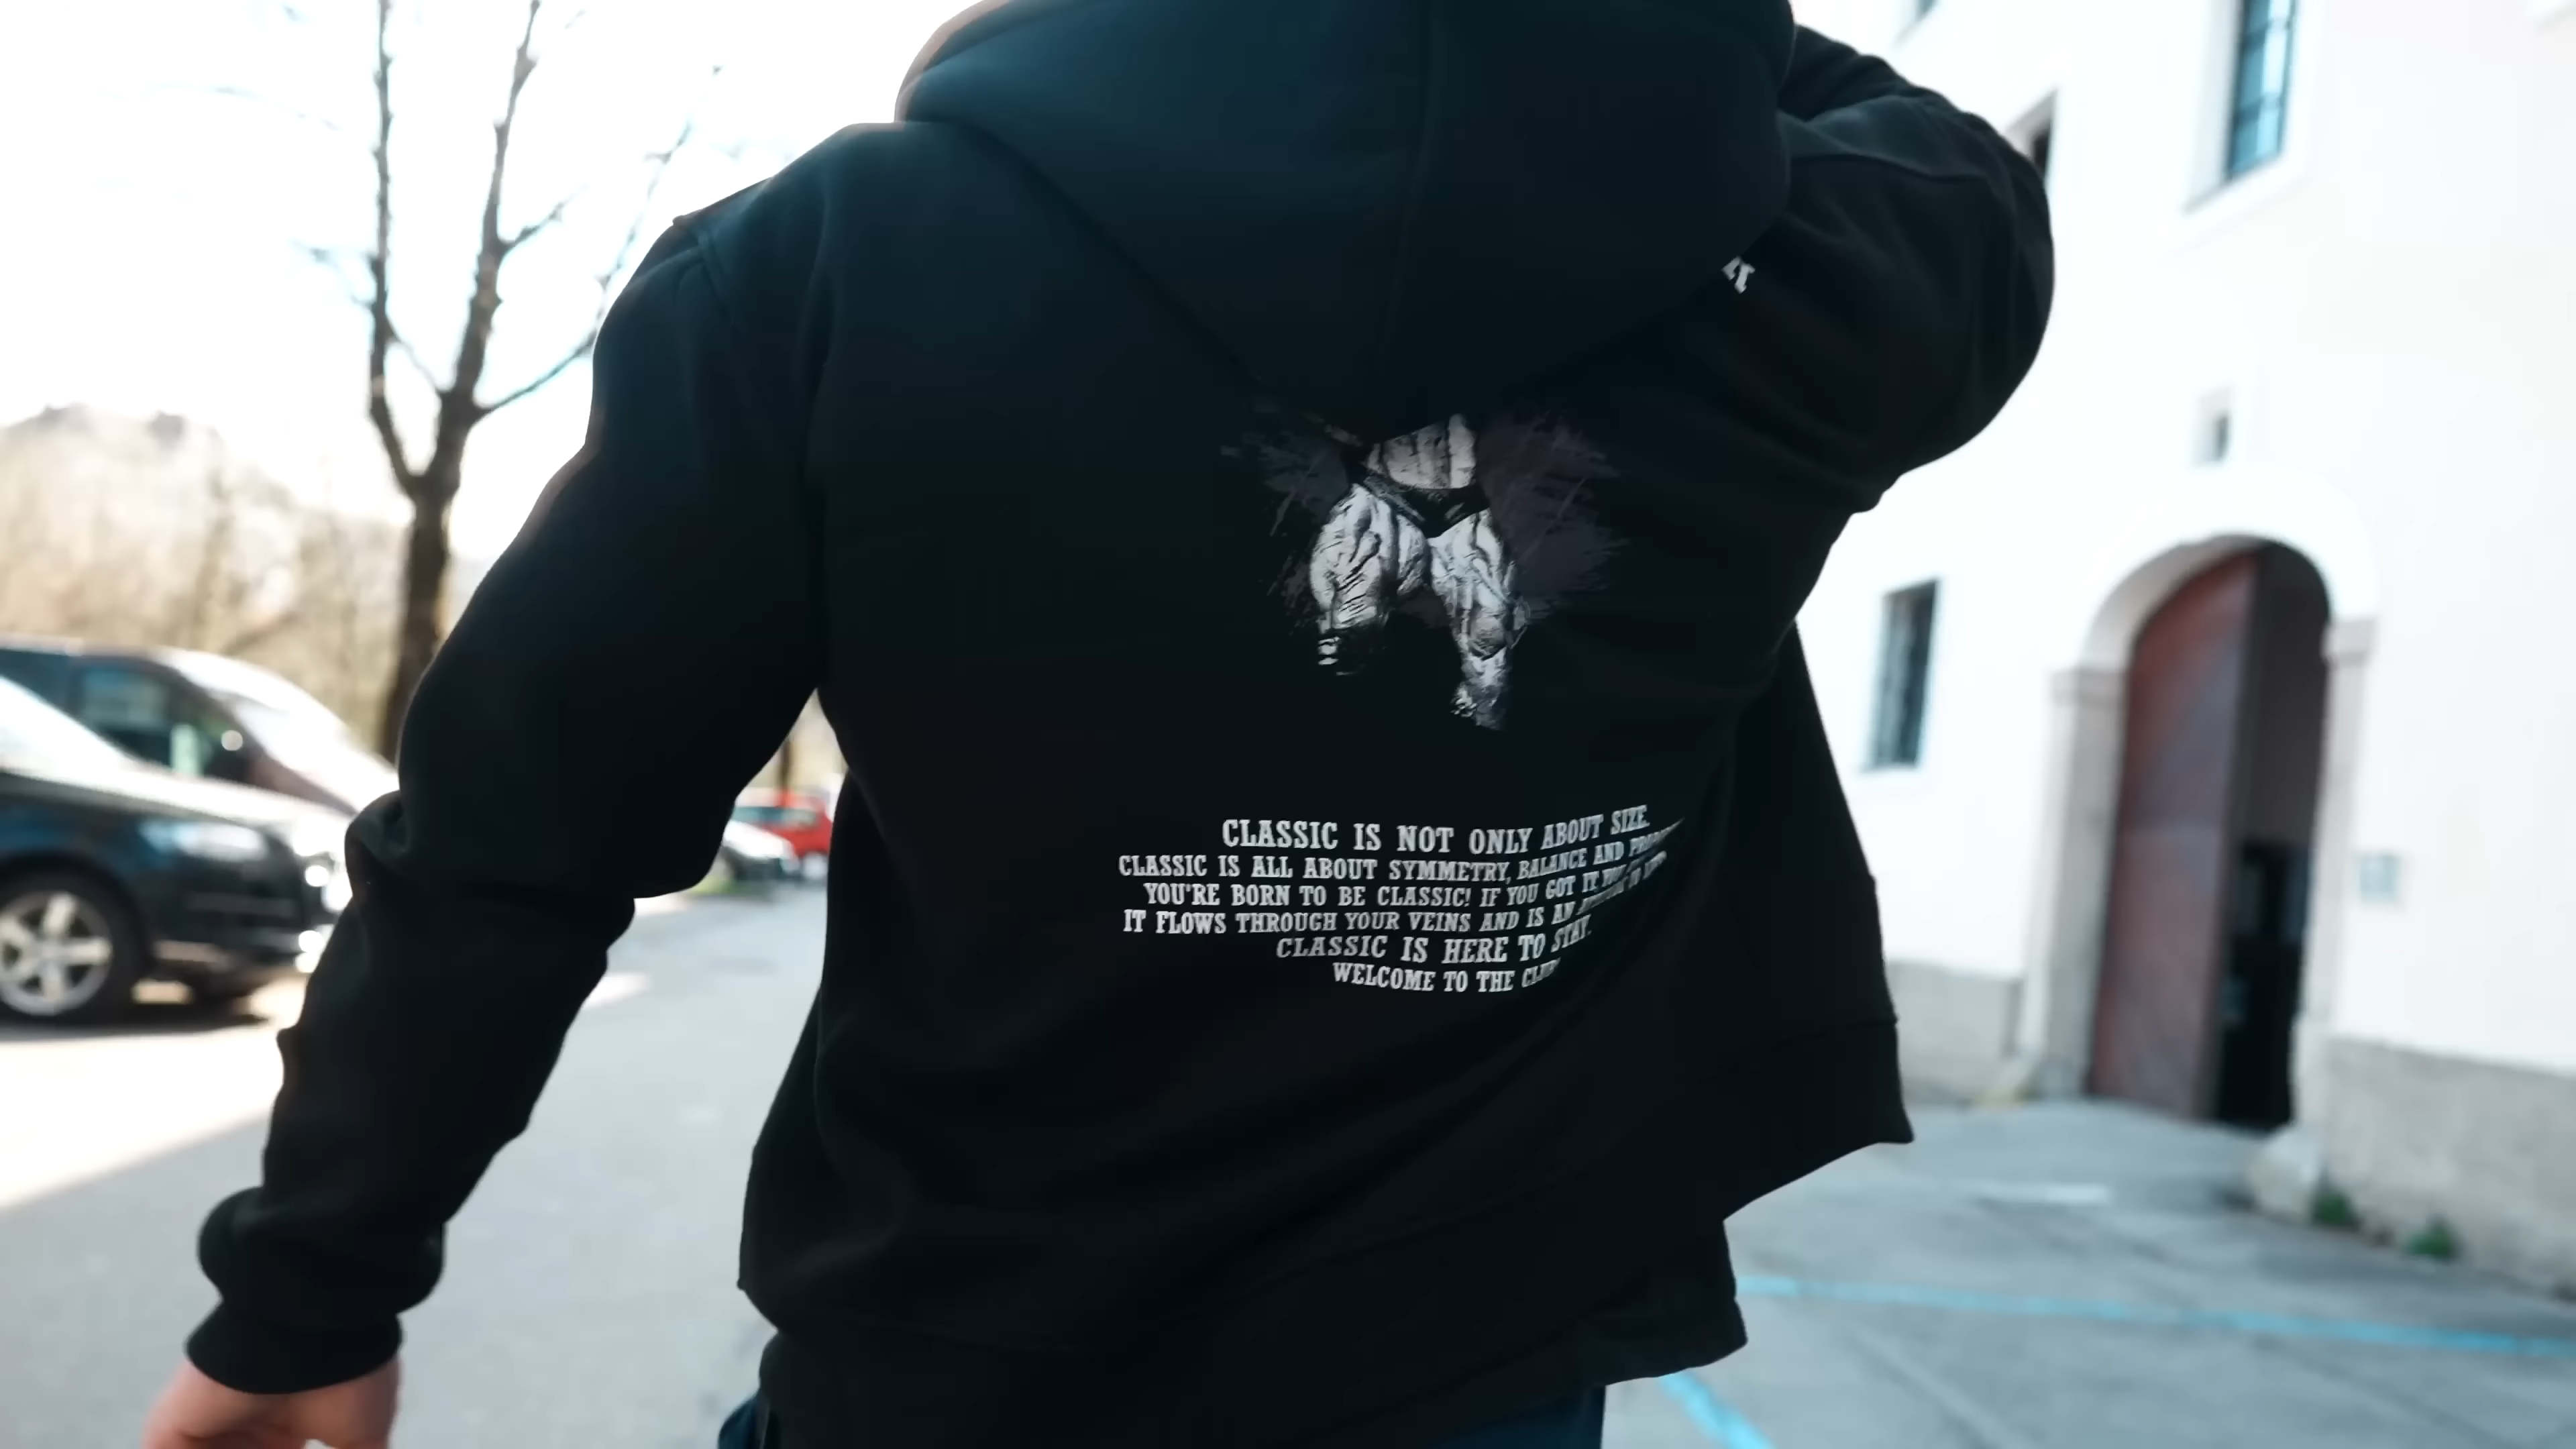 CLASSIC IS NOT ONLY ABOUT SIZE.
CLASSIC IS ALL ABOUT SYMMETRY, BALANCE AND
YOU'RE BORN TO BE CLASSIC! IF YOU GOT IT, YOU
IT FLOWS THROUGH YOUR VEINS AND IS AN
CLASSIC IS HERE TO STAY.
WELCOME TO THE